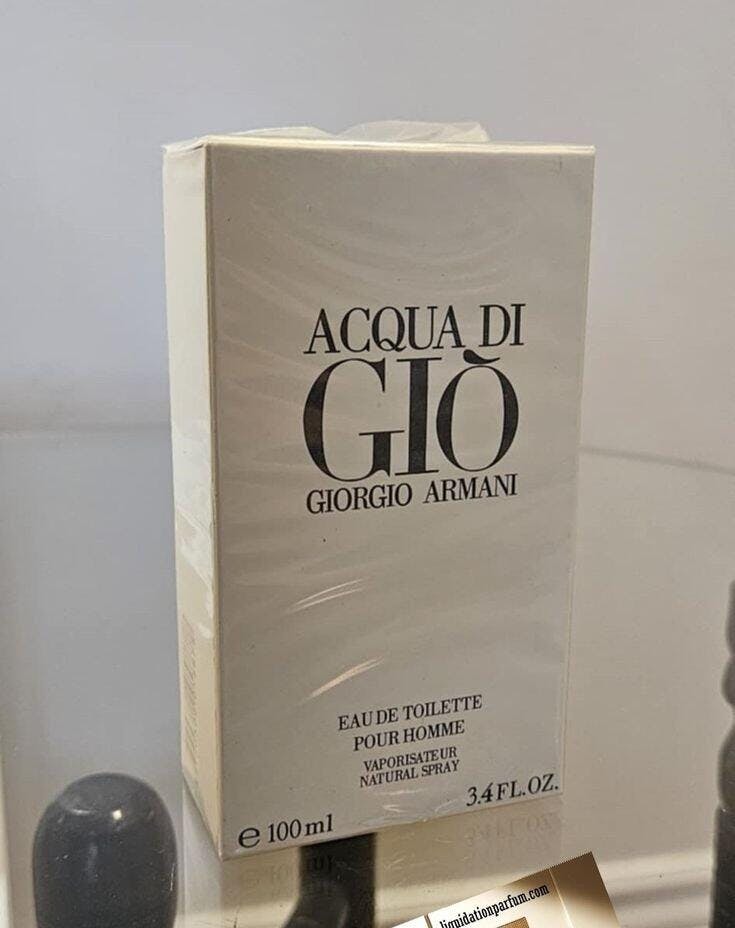 ACQUA DI
GIÒ
GIORGIO ARMANI
EAU DE TOILETTE
POUR HOMME
VAPORISATEUR
NATURAL SPRAY
3.4 FL.OZ.
e 100 ml
liquidationparfum.com